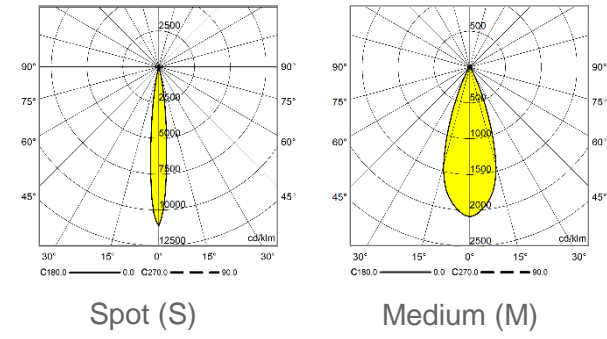 2500
500
90° 90° 90° 90°
2500 500
75° 75° 75° 75°
5000 1000
60° 60° 60° 60°
7500 1500
45° 45° 45° 45°
10000 2000
12500 cd/klm 2500 cd/klm
30° 15° 0° 15° 30° 30° 15° 0° 15° 30°
C180.0 0.0 C270.0 90.0 C180.0 0.0 C270.0 90.0
Spot (S) Medium (M)